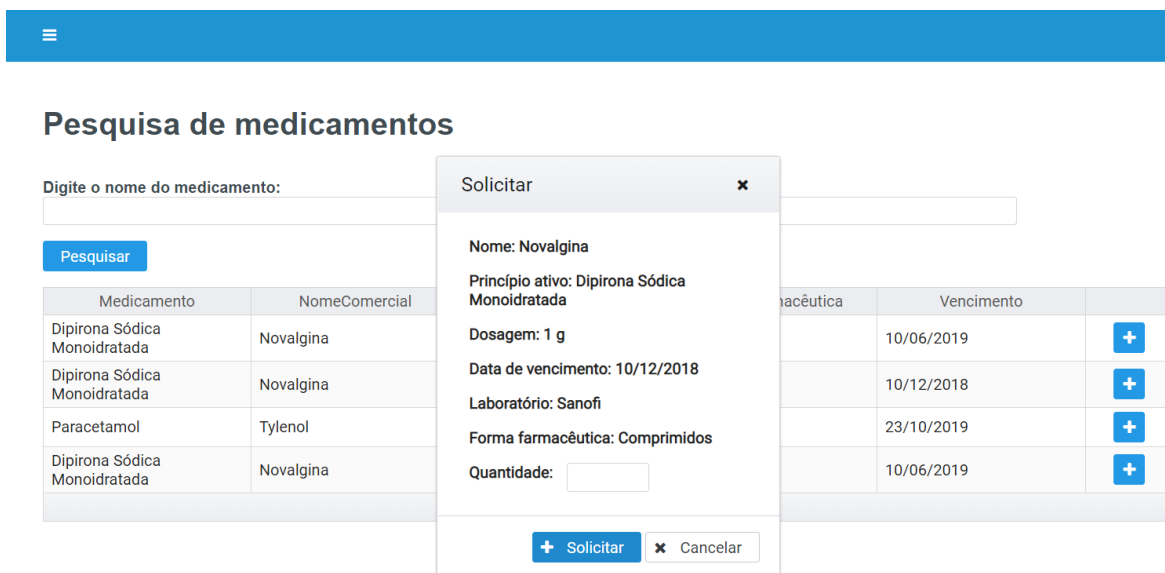 Pesquisa de medicamentos
Digite o nome do medicamento:
Pesquisar
Medicamento NomeComercial macêutica Vencimento
Dipirona Sódica
Monoidratada
Novalgina 10/06/2019
Dipirona Sódica
Monoidratada
Novalgina 10/12/2018
Paracetamol Tylenol 23/10/2019
Dipirona Sódica
Monoidratada
Novalgina 10/06/2019
Solicitar
Nome: Novalgina
Princípio ativo: Dipirona Sódica
Monoidratada
Dosagem: 1 g
Data de vencimento: 10/12/2018
Laboratório: Sanofi
Forma farmacêutica: Comprimidos
Quantidade:
Solicitar Cancelar